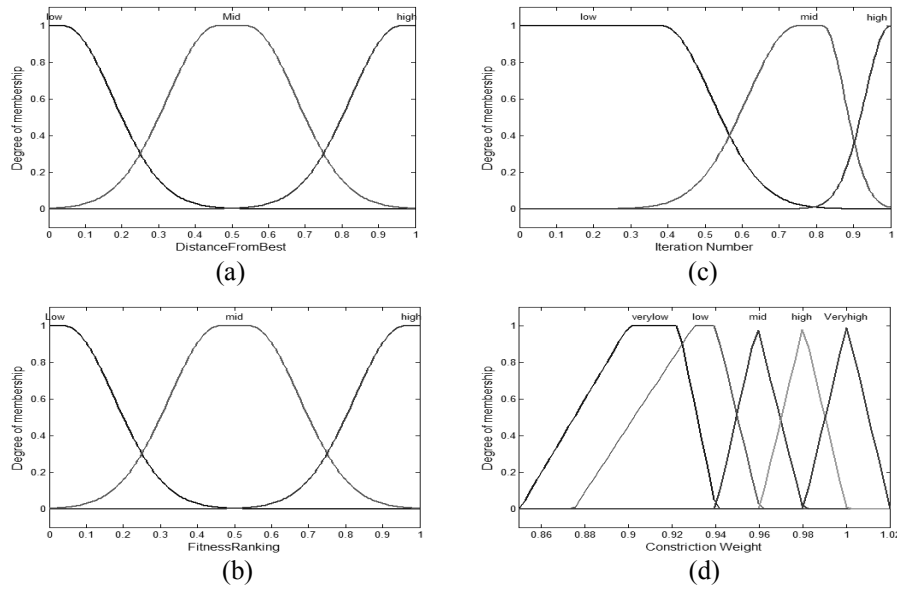 low Mid high
Degree of membership
1
0.8
0.6
0.4
0.2
0
0 0.1 0.2 0.3 0.4 0.5 0.6 0.7 0.8 0.9 1
DistanceFromBest
(a)
low mid high
Degree of membership
1
0.8
0.6
0.4
0.2
0
0 0.1 0.2 0.3 0.4 0.5 0.6 0.7 0.8 0.9 1
Iteration Number
(c)
Low mid high
Degree of membership
1
0.8
0.6
0.4
0.2
0
0 0.1 0.2 0.3 0.4 0.5 0.6 0.7 0.8 0.9 1
FitnessRanking
(b)
verylow low mid high Veryhigh
Degree of membership
1
0.8
0.6
0.4
0.2
0
0.86 0.88 0.9 0.92 0.94 0.96 0.98 1 1.02
Constriction Weight
(d)